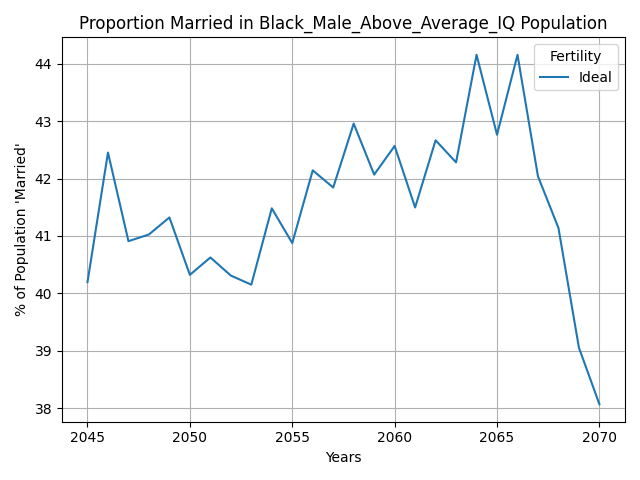 Proportion Married in Black_Male_Above_Average_IQ Population
Fertility
Ideal
% of Population 'Married'
44
43
42
41
40
39
38
2045
2050
2055
2060
2065
2070
Years